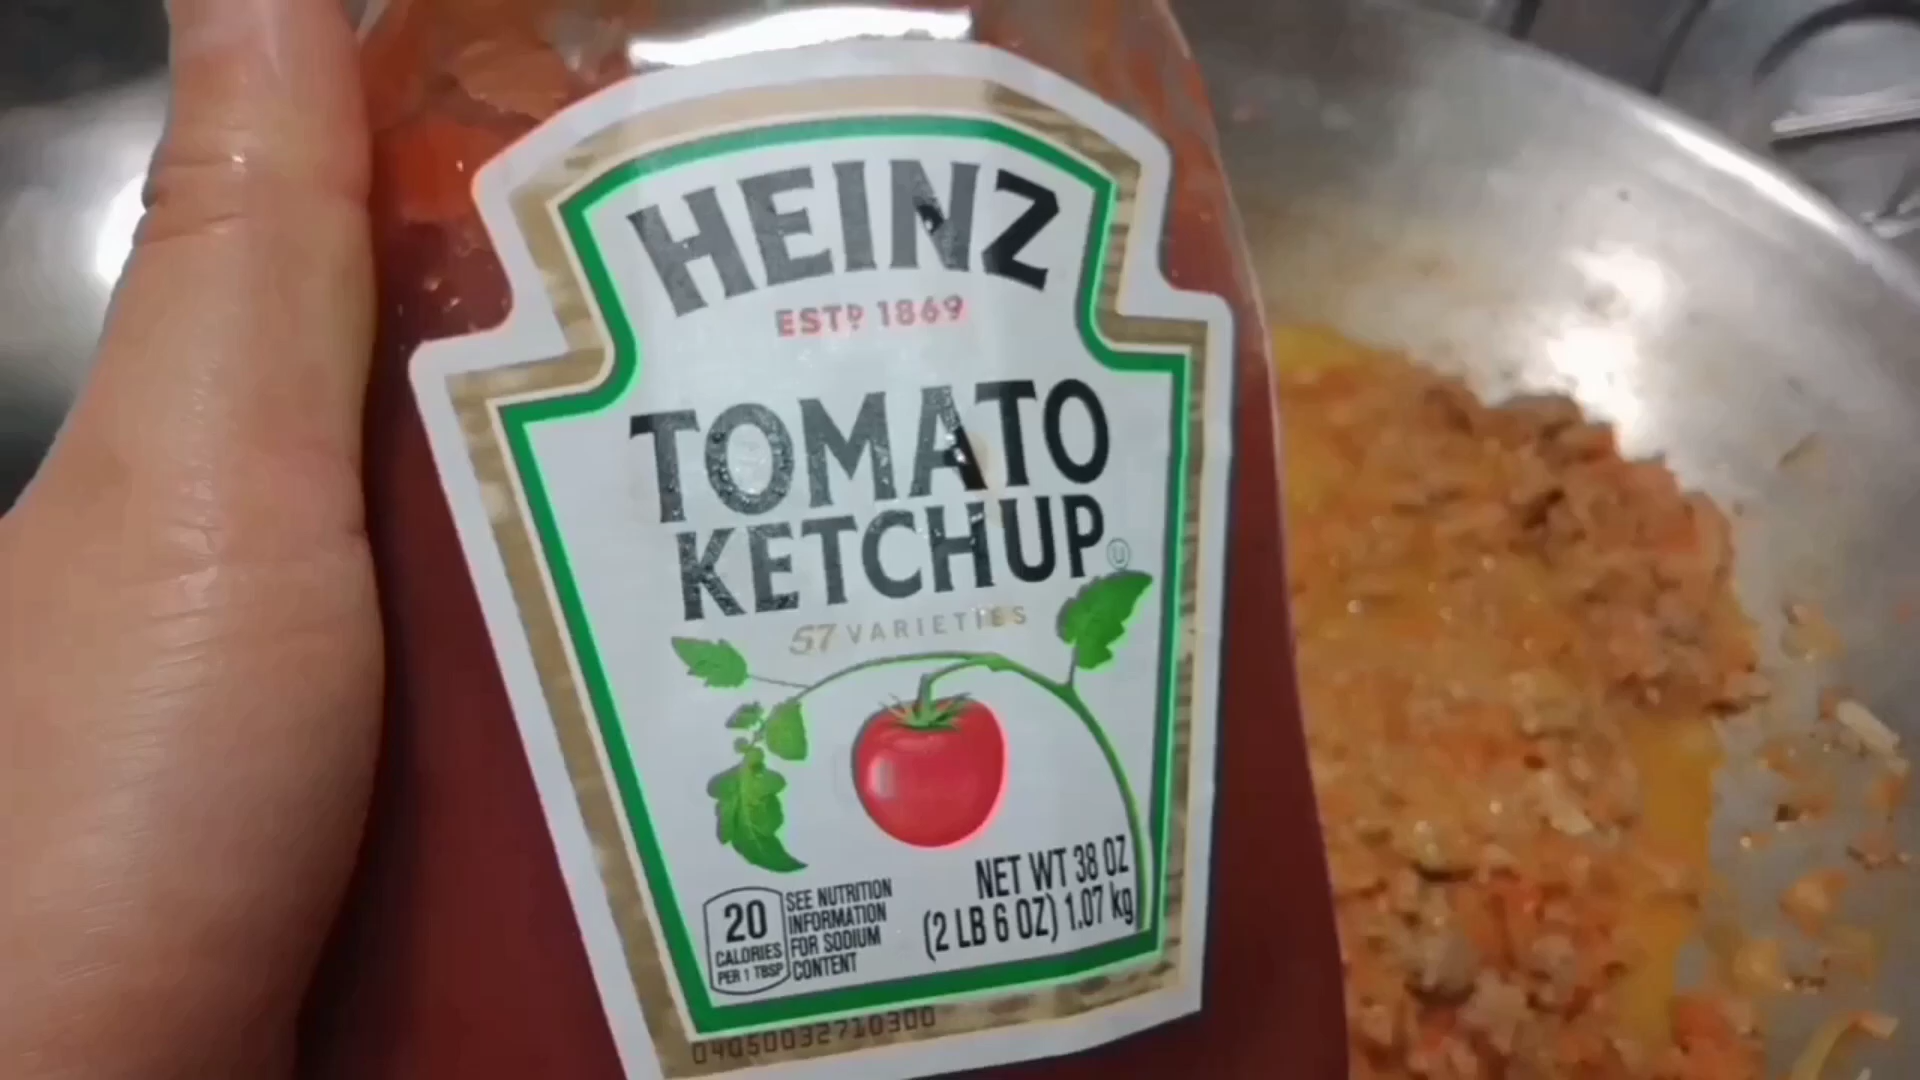 HEINZ
ESTD 1869
TOMATO
KETCHUP
U
57 VARIETIES
NET WT 38 OZ
(2 LB 6 OZ) 1.07 kg
20
CALORIES
PER 1 TBSP
SEE NUTRITION
INFORMATION
FOR SODIUM
CONTENT
04050032710300